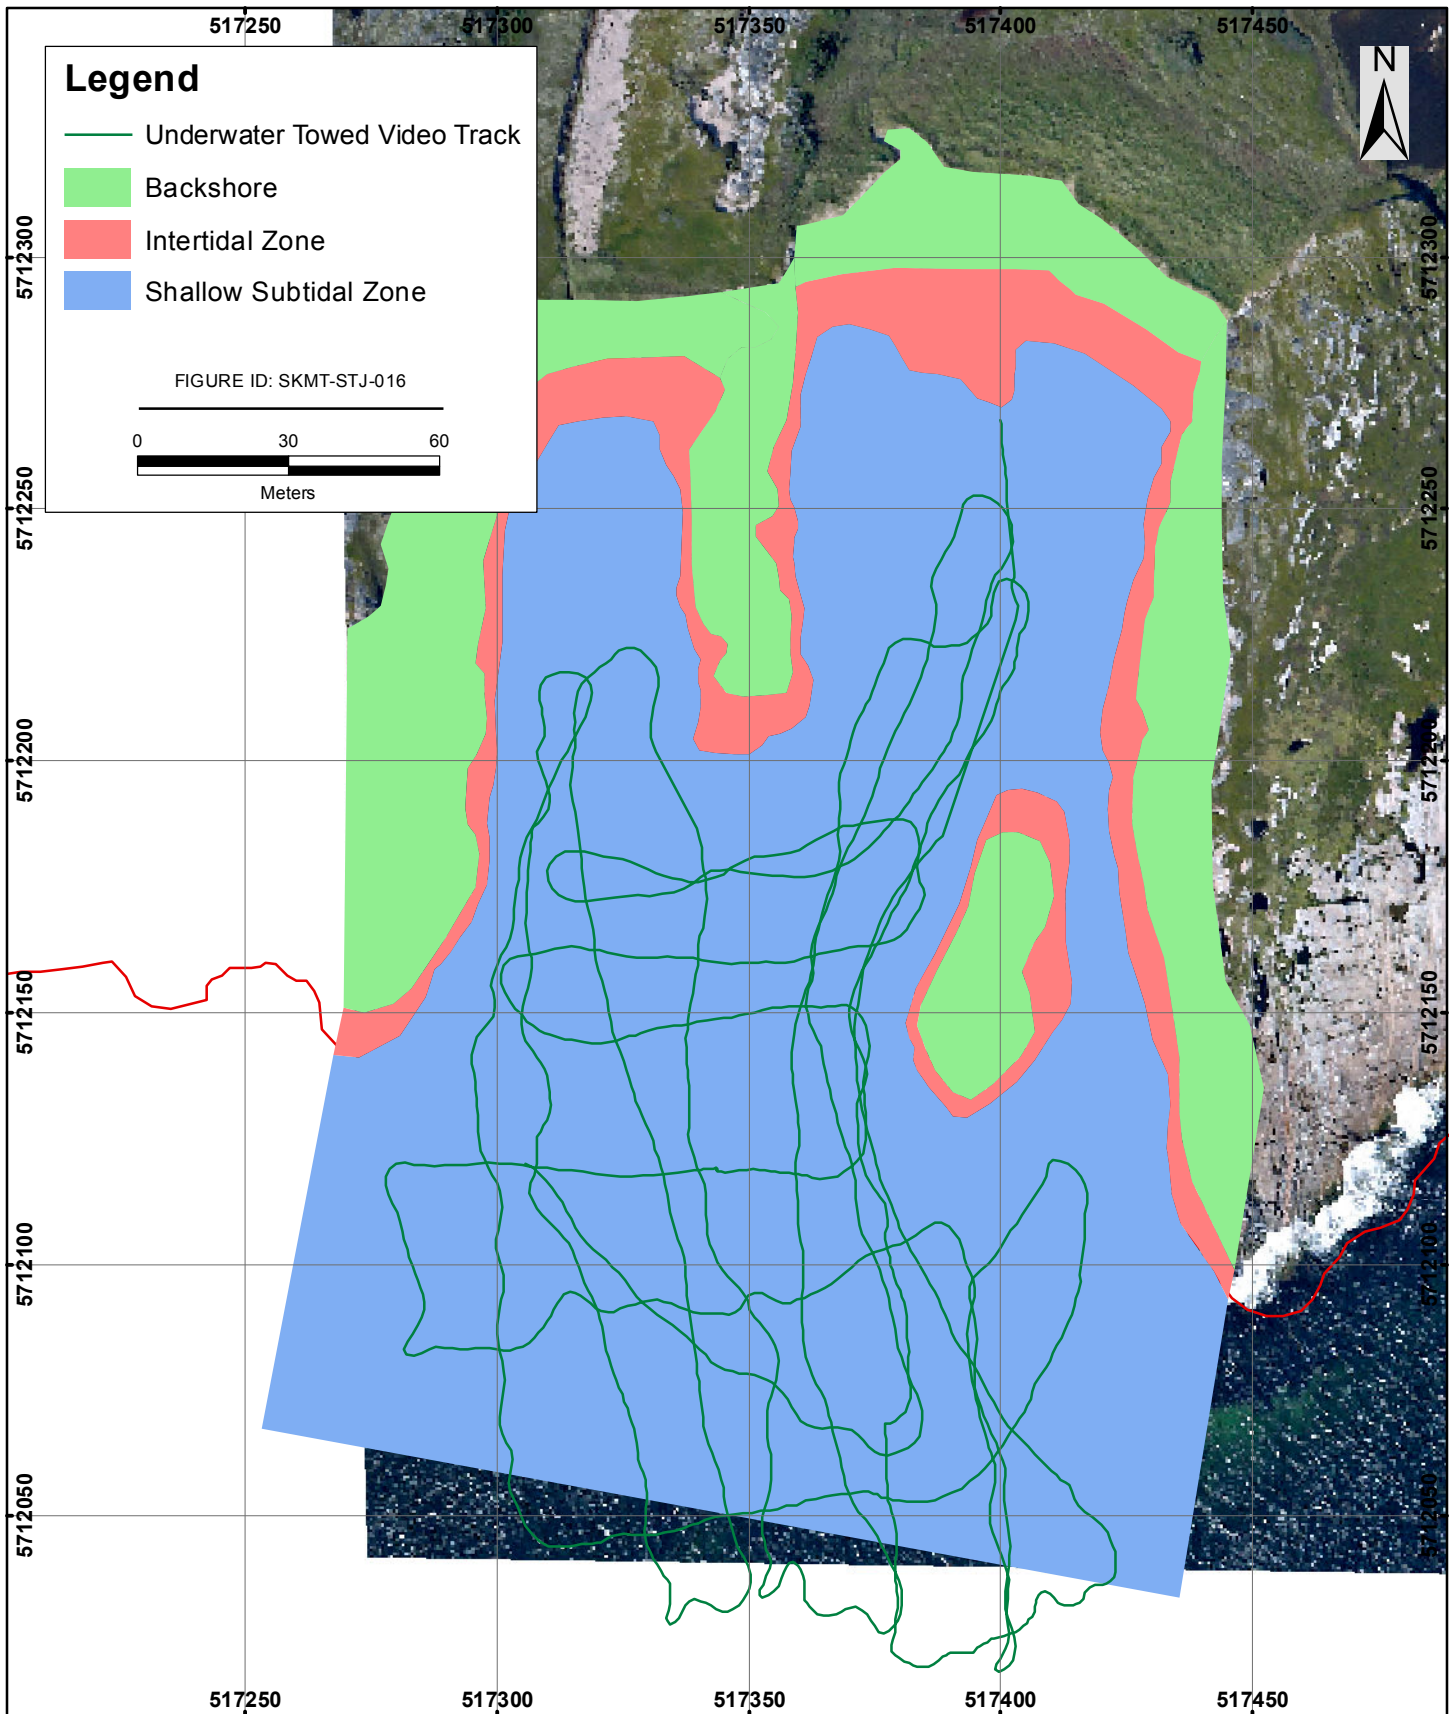 517250 517300 517350 517400 517450
N
Legend
Underwater Towed Video Track
Backshore
Intertidal Zone
Shallow Subtidal Zone
FIGURE ID: SKMT-STJ-016
0 30 60
Meters
5712300 5712300
5712250 5712250
5712200 5712200
5712150 5712150
5712100 5712100
5712050 5712050
517250 517300 517350 517400 517450